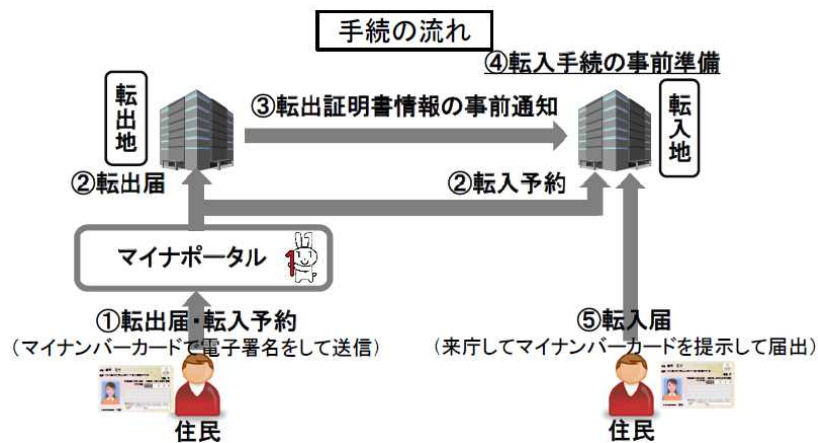 手続の流れ
④転入手続の事前準備
転出地
③転出証明書情報の事前通知
転入地
②転出届
②転入予約
マイナポータル
①転出届・転入予約
(マイナンバーカードで電子署名をして送信)
⑤転入届
(来庁してマイナンバーカードを提示して届出)
住民
住民